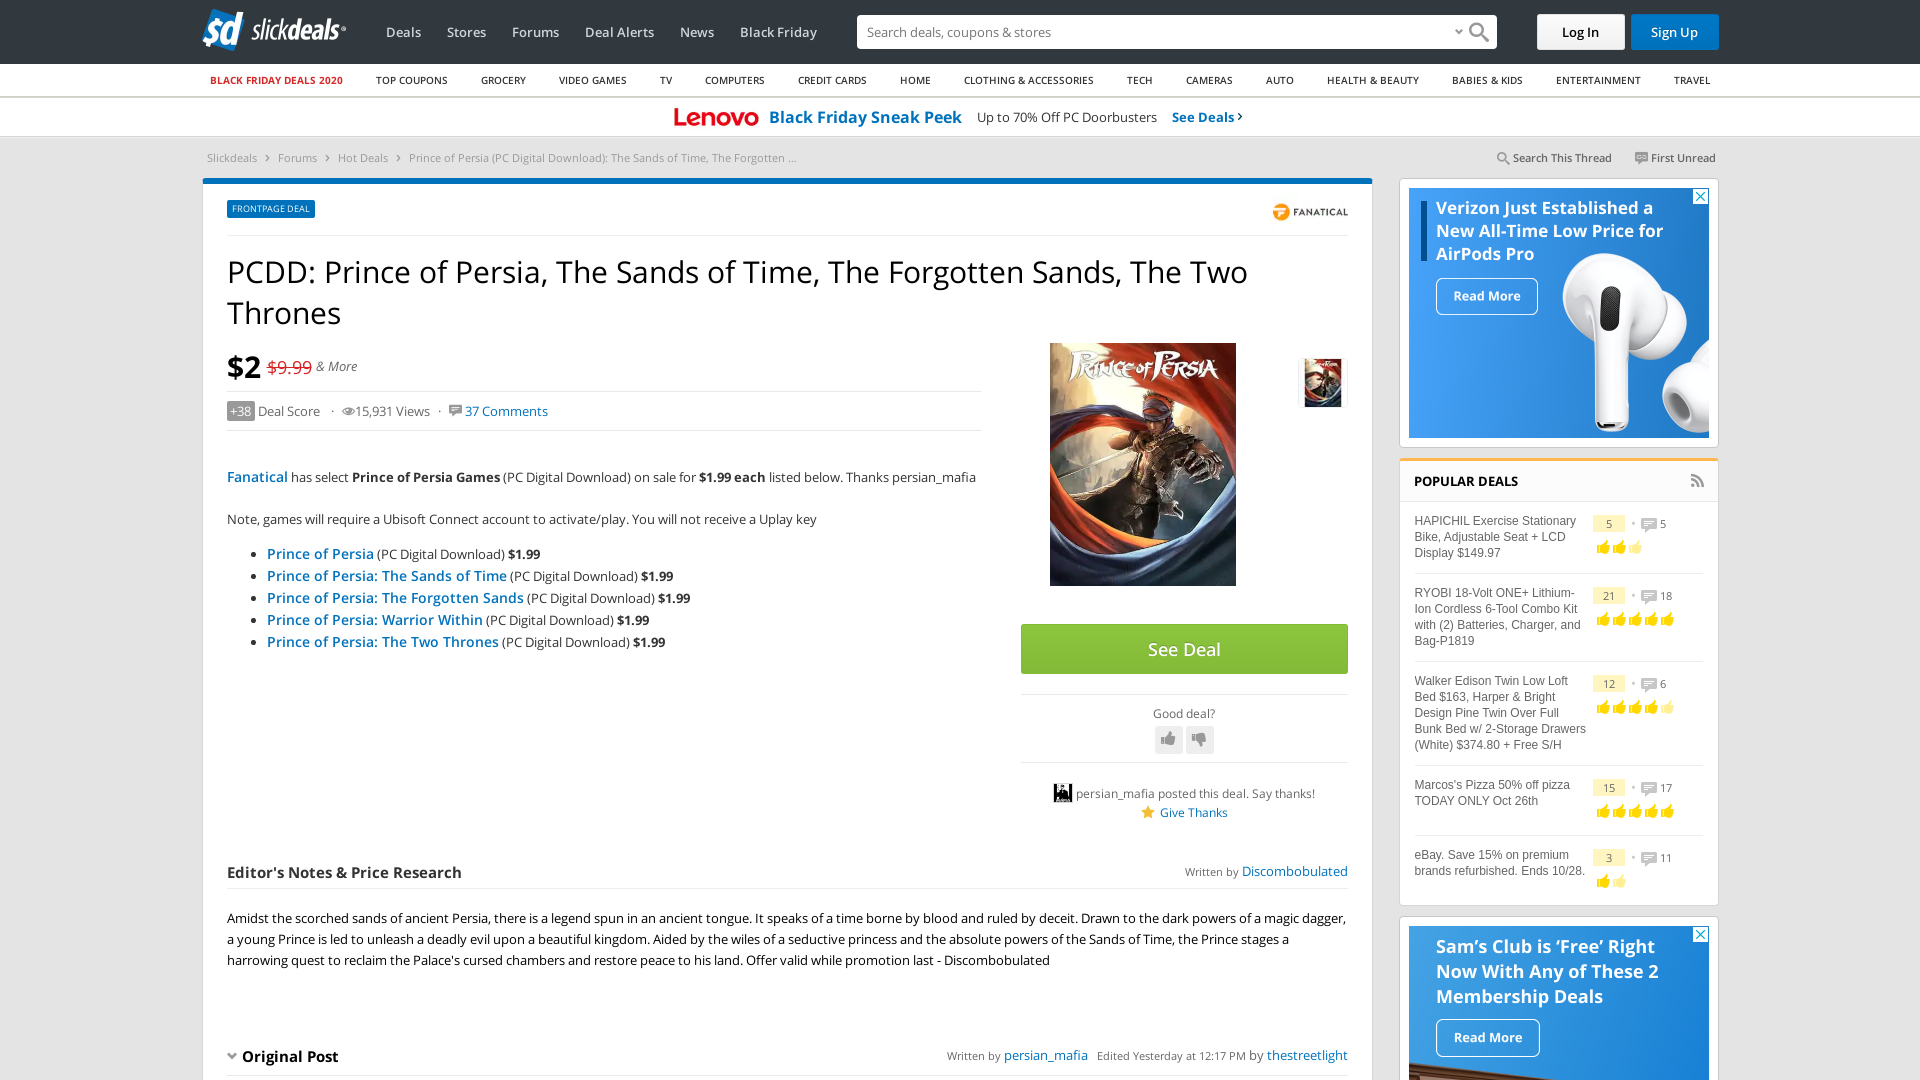 slickdeals
Deals
Stores
Forums
Deal Alerts
News
Black Friday
Search deals, coupons & stores
Log In
Sign Up
BLACK FRIDAY DEALS 2020
TOP COUPONS
GROCERY
VIDEO GAMES
TV
COMPUTERS
CREDIT CARDS
HOME
CLOTHING & ACCESSORIES
TECH
CAMERAS
AUTO
HEALTH & BEAUTY
BABIES & KIDS
ENTERTAINMENT
TRAVEL
Lenovo Black Friday Sneak Peek Up to 70% Off PC Doorbusters See Deals ›
Slickdeals › Forums › Hot Deals › Prince of Persia (PC Digital Download): The Sands of Time, The Forgotten ...
Search This Thread
First Unread
FRONTPAGE DEAL
FANATICAL
PCDD: Prince of Persia, The Sands of Time, The Forgotten Sands, The Two
Thrones
$2 $9.99 & More
+38 Deal Score · 15,931 Views · 37 Comments
Fanatical has select Prince of Persia Games (PC Digital Download) on sale for $1.99 each listed below. Thanks persian_mafia
Note, games will require a Ubisoft Connect account to activate/play. You will not receive a Uplay key
• Prince of Persia (PC Digital Download) $1.99
• Prince of Persia: The Sands of Time (PC Digital Download) $1.99
• Prince of Persia: The Forgotten Sands (PC Digital Download) $1.99
• Prince of Persia: Warrior Within (PC Digital Download) $1.99
• Prince of Persia: The Two Thrones (PC Digital Download) $1.99
PRINCE OF PERSIA
See Deal
Good deal?
persian_mafia posted this deal. Say thanks!
Give Thanks
Editor's Notes & Price Research
Written by Discombobulated
Amidst the scorched sands of ancient Persia, there is a legend spun in an ancient tongue. It speaks of a time borne by blood and ruled by deceit. Drawn to the dark powers of a magic dagger,
a young Prince is led to unleash a deadly evil upon a beautiful kingdom. Aided by the wiles of a seductive princess and the absolute powers of the Sands of Time, the Prince stages a
harrowing quest to reclaim the Palace's cursed chambers and restore peace to his land. Offer valid while promotion last - Discombobulated
Original Post
Written by persian_mafia Edited Yesterday at 12:17 PM by thestreetlight
Verizon Just Established a
New All-Time Low Price for
AirPods Pro
Read More
POPULAR DEALS
HAPICHIL Exercise Stationary
Bike, Adjustable Seat + LCD
Display $149.97
5 • 5
RYOBI 18-Volt ONE+ Lithium-
Ion Cordless 6-Tool Combo Kit
with (2) Batteries, Charger, and
Bag-P1819
21 • 18
Walker Edison Twin Low Loft
Bed $163, Harper & Bright
Design Pine Twin Over Full
Bunk Bed w/ 2-Storage Drawers
(White) $374.80 + Free S/H
12 • 6
Marcos's Pizza 50% off pizza
TODAY ONLY Oct 26th
15 • 17
eBay. Save 15% on premium
brands refurbished. Ends 10/28.
3 • 11
Sam's Club is ‘Free’ Right
Now With Any of These 2
Membership Deals
Read More